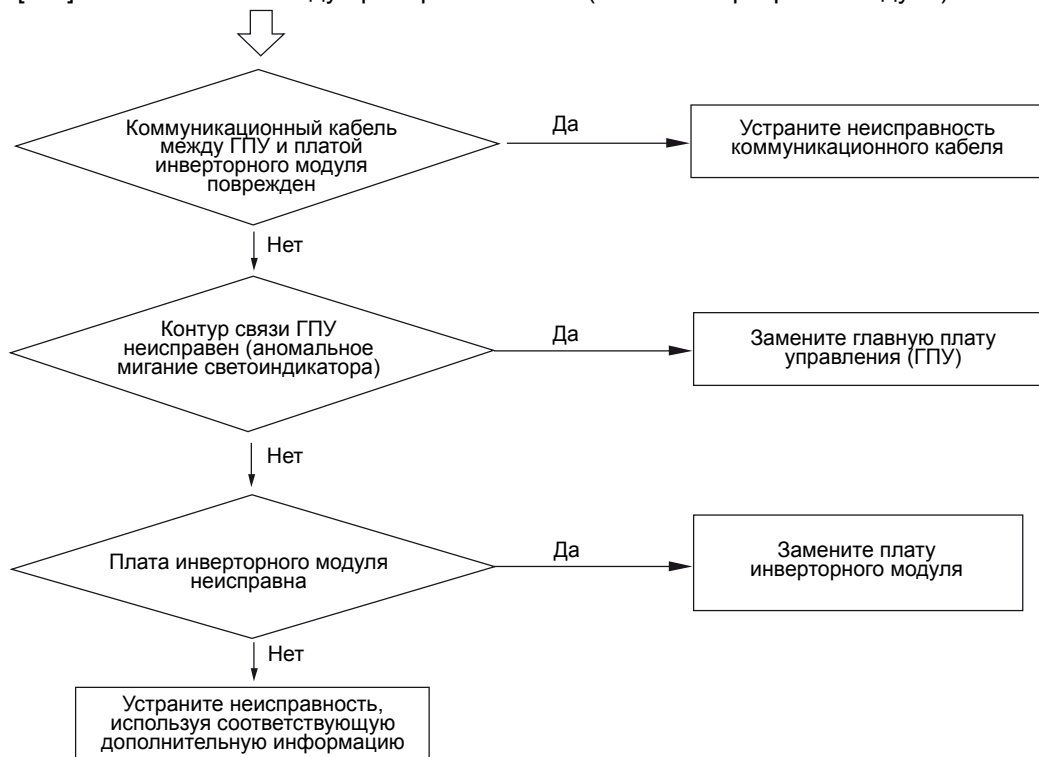 Коммуникационный кабель
между ГПУ и платой
инверторного модуля
поврежден
Да
Устраните неисправность
коммуникационного кабеля
Нет
Контур связи ГПУ
неисправен (аномальное
мигание светоиндикатора)
Да
Замените главную плату
управления (ГПУ)
Нет
Плата инверторного модуля
неисправна
Да
Замените плату
инверторного модуля
Нет
Устраните неисправность,
используя соответствующую
дополнительную информацию